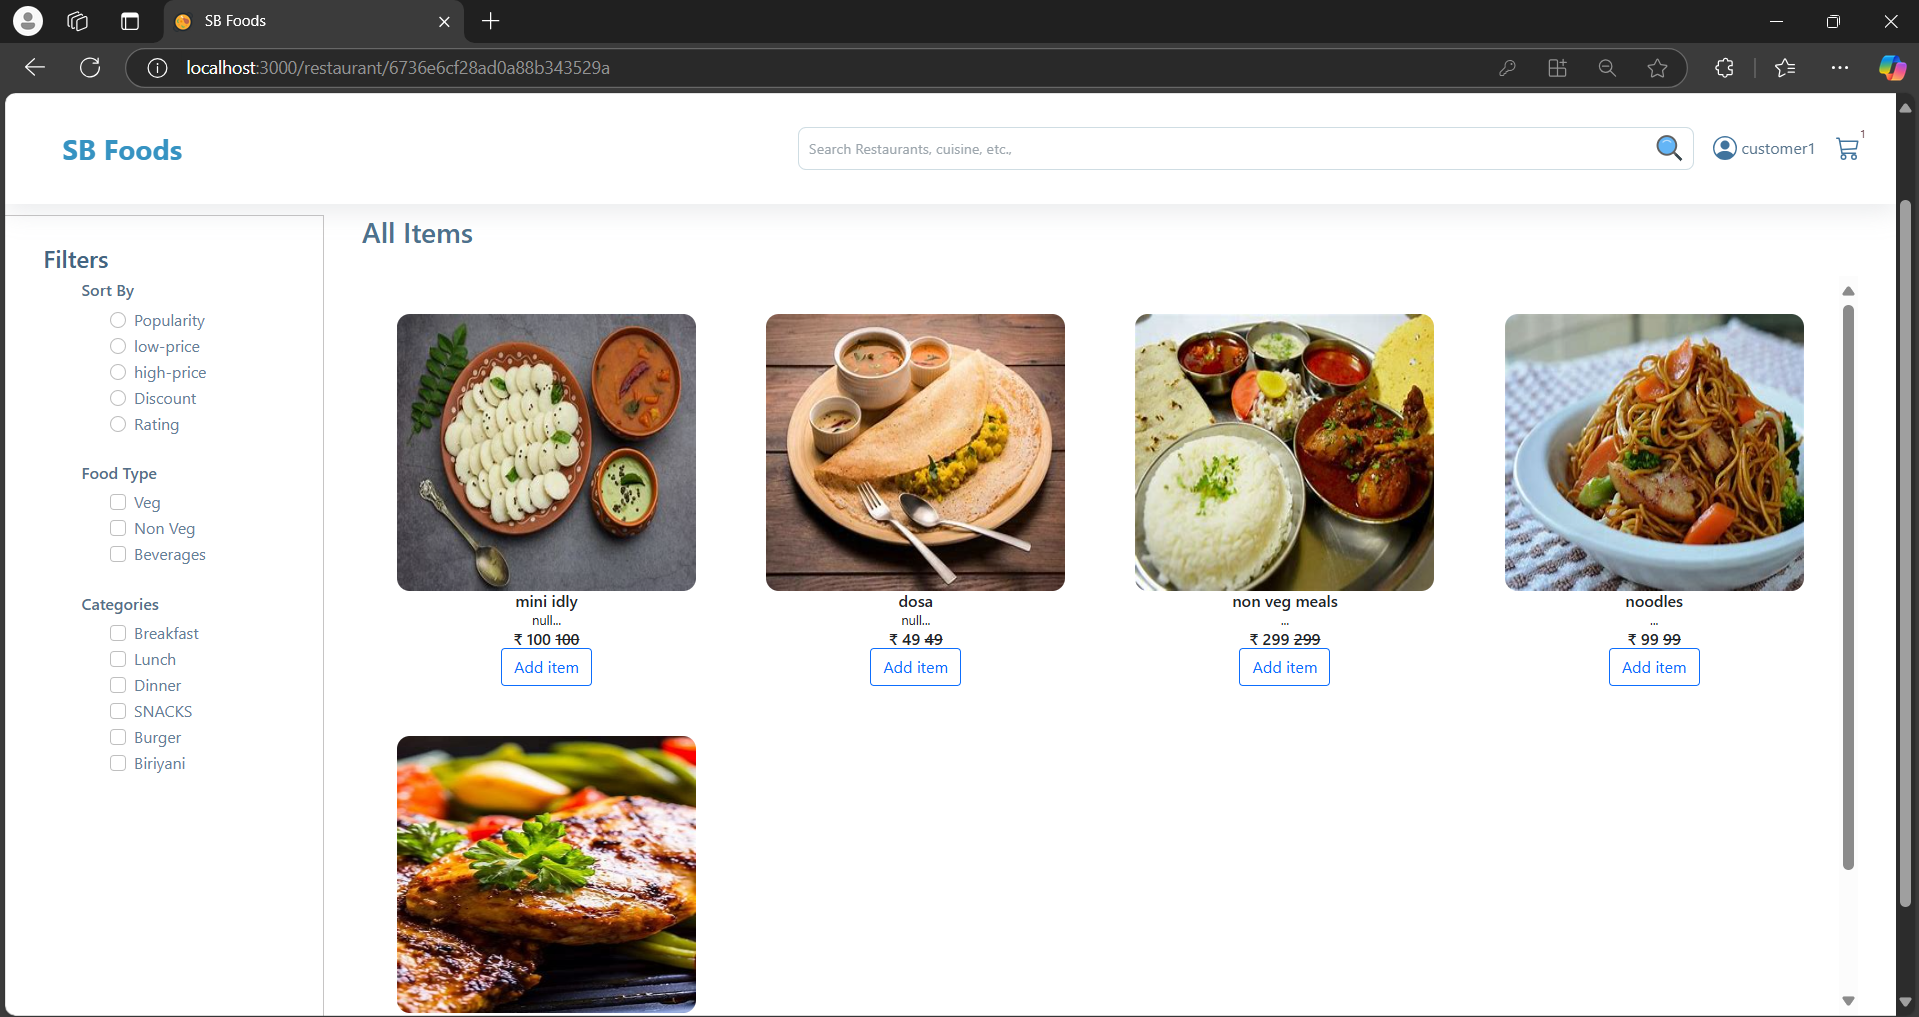 SB Foods
localhost:3000/restaurant/6736e6cf28ad0a88b343529a
SB Foods
Search Restaurants, cuisine, etc.,
customer1
1
Filters
Sort By
Popularity
low-price
high-price
Discount
Rating
Food Type
Veg
Non Veg
Beverages
Categories
Breakfast
Lunch
Dinner
SNACKS
Burger
Biriyani
All Items
mini idly
null...
₹ 100 100
Add item
dosa
null...
₹ 49 49
Add item
non veg meals
...
₹ 299 299
Add item
noodles
...
₹ 99 99
Add item